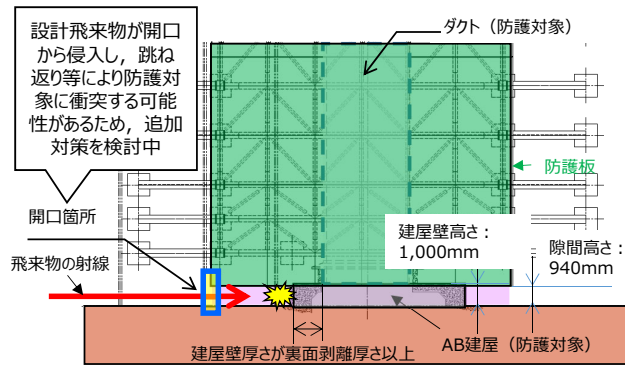 設計飛来物が開口
から侵入し，跳ね
返り等により防護対
象に衝突する可能
性があるため，追加
対策を検討中
ダクト（防護対象）
防護板
開口箇所
建屋壁高さ：
1,000mm
隙間高さ：
940mm
飛来物の射線
建屋壁厚さが裏面剥離厚さ以上
AB建屋（防護対象）